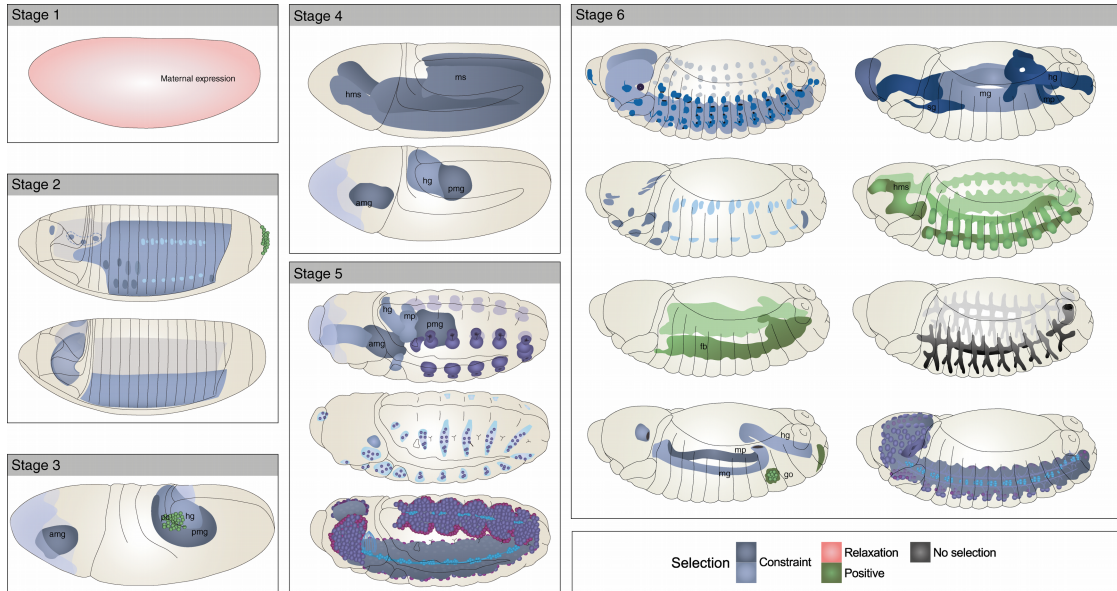 Stage 1
Maternal expression
Stage 2
Stage 3
amg
hg
pmg
Stage 4
hms
ms
hg
pmg
amg
Stage 5
hg
mp
pmg
amg
Stage 6
hg
mg
mp
sg
hms
fb
hg
mp
mg
go
Selection
Constraint
Relaxation
Positive
No selection